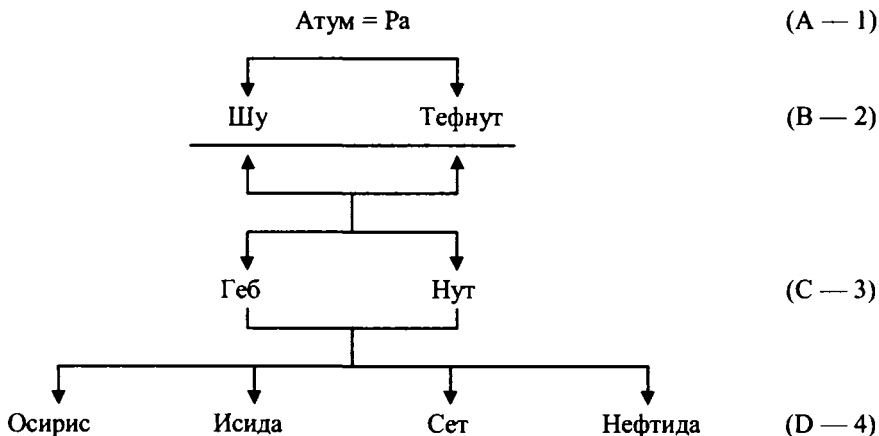 Атум = Ра (A — 1)
Шу Тефнут (B — 2)
Геб Нут (C — 3)
Осирис Исида Сет Нефтида (D — 4)